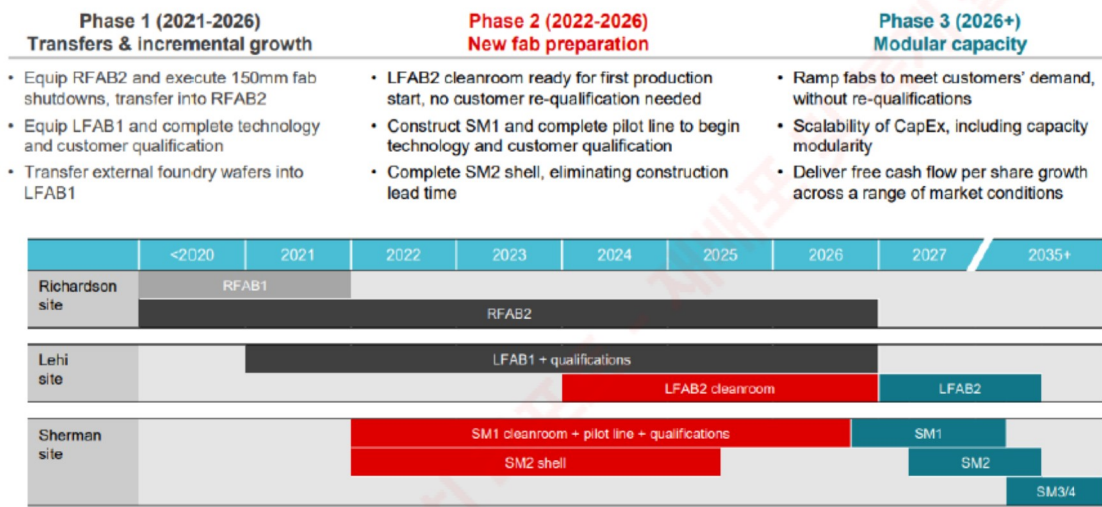 Phase 1 (2021-2026)
Transfers & incremental growth
• Equip RFAB2 and execute 150mm fab
shutdowns, transfer into RFAB2
• Equip LFAB1 and complete technology
and customer qualification
• Transfer external foundry wafers into
LFAB1
Phase 2 (2022-2026)
New fab preparation
• LFAB2 cleanroom ready for first production
start, no customer re-qualification needed
• Construct SM1 and complete pilot line to begin
technology and customer qualification
• Complete SM2 shell, eliminating construction
lead time
Phase 3 (2026+)
Modular capacity
• Ramp fabs to meet customers' demand,
without re-qualifications
• Scalability of CapEx, including capacity
modularity
• Deliver free cash flow per share growth
across a range of market conditions
<2020 2021 2022 2023 2024 2025 2026 2027 2035+
Richardson
site
RFAB1
RFAB2
Lehi
site
LFAB1 + qualifications
LFAB2 cleanroom
LFAB2
Sherman
site
SM1 cleanroom + pilot line + qualifications
SM1
SM2 shell
SM2
SM3/4